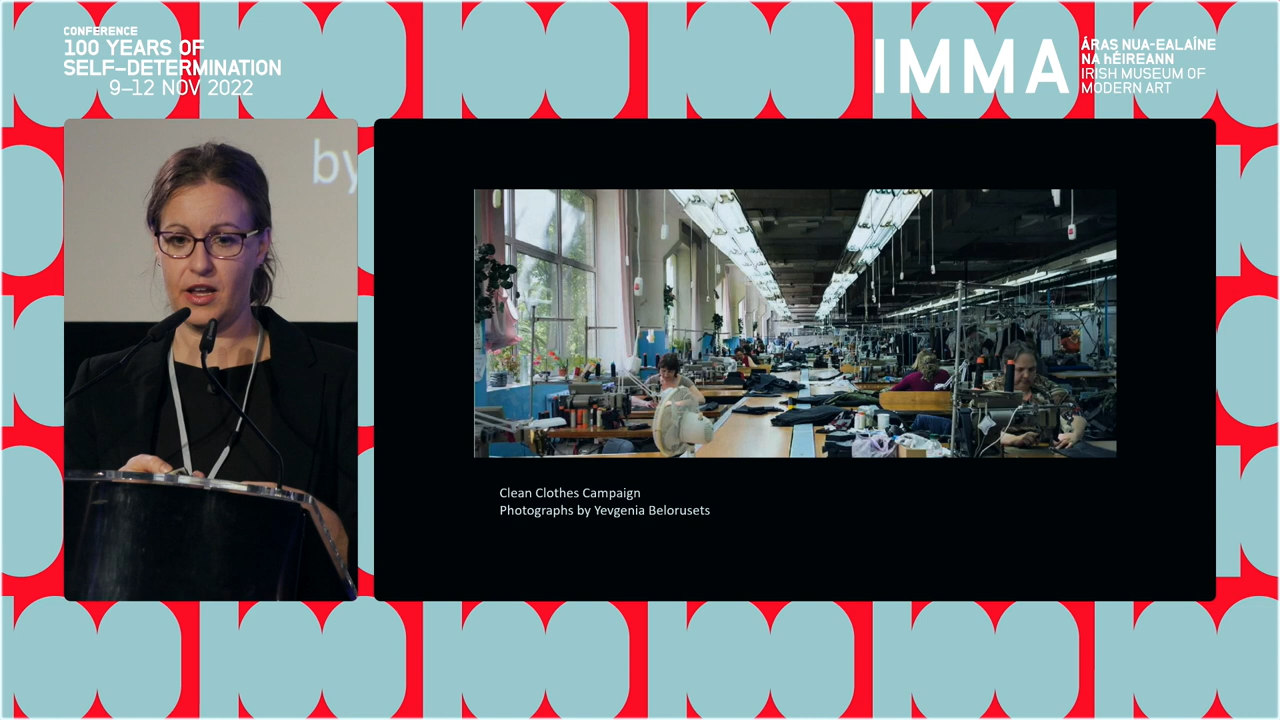 CONFERENCE
100 YEARS OF
SELF–DETERMINATION
9–12 NOV 2022
IMMA
ÁRAS NUA-EALAÍNE
NA hÉIREANN
IRISH MUSEUM OF
MODERN ART
by
Clean Clothes Campaign
Photographs by Yevgenia Belorusets